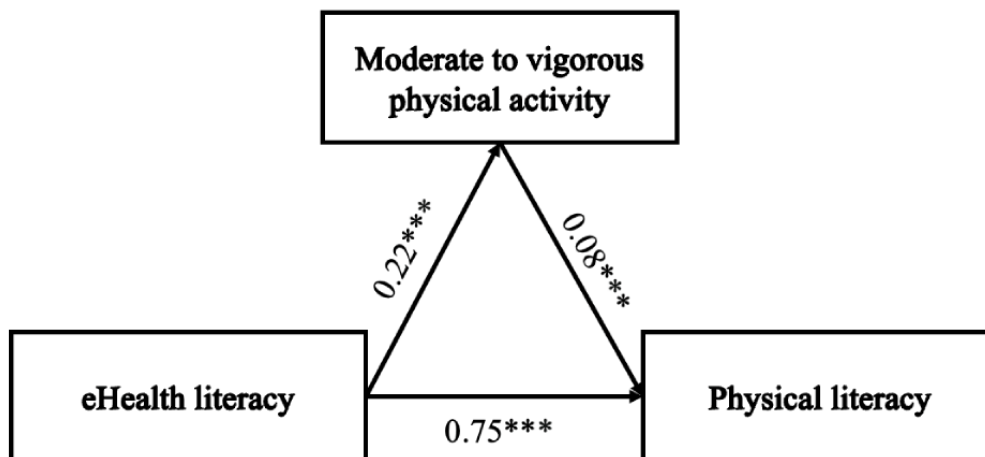 Moderate to vigorous
physical activity
0.22***
0.08***
eHealth literacy
0.75***
Physical literacy